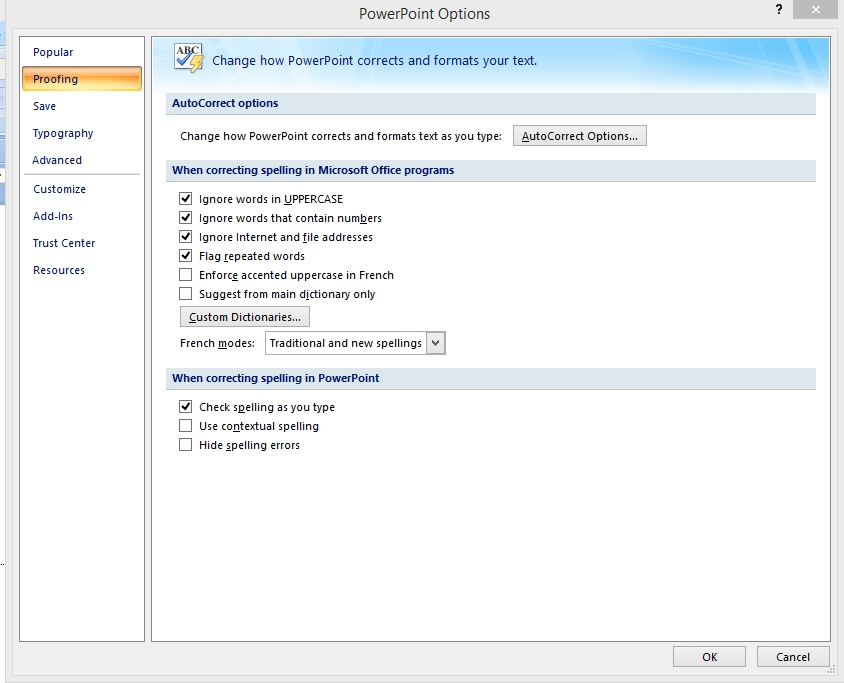 PowerPoint Options
?
Popular
Proofing
Save
Typography
Advanced
Customize
Add-Ins
Trust Center
Resources
ABC
Change how PowerPoint corrects and formats your text.
AutoCorrect options
Change how PowerPoint corrects and formats text as you type: AutoCorrect Options...
When correcting spelling in Microsoft Office programs
Ignore words in UPPERCASE
Ignore words that contain numbers
Ignore Internet and file addresses
Flag repeated words
Enforce accented uppercase in French
Suggest from main dictionary only
Custom Dictionaries...
French modes: Traditional and new spellings
When correcting spelling in PowerPoint
Check spelling as you type
Use contextual spelling
Hide spelling errors
OK Cancel